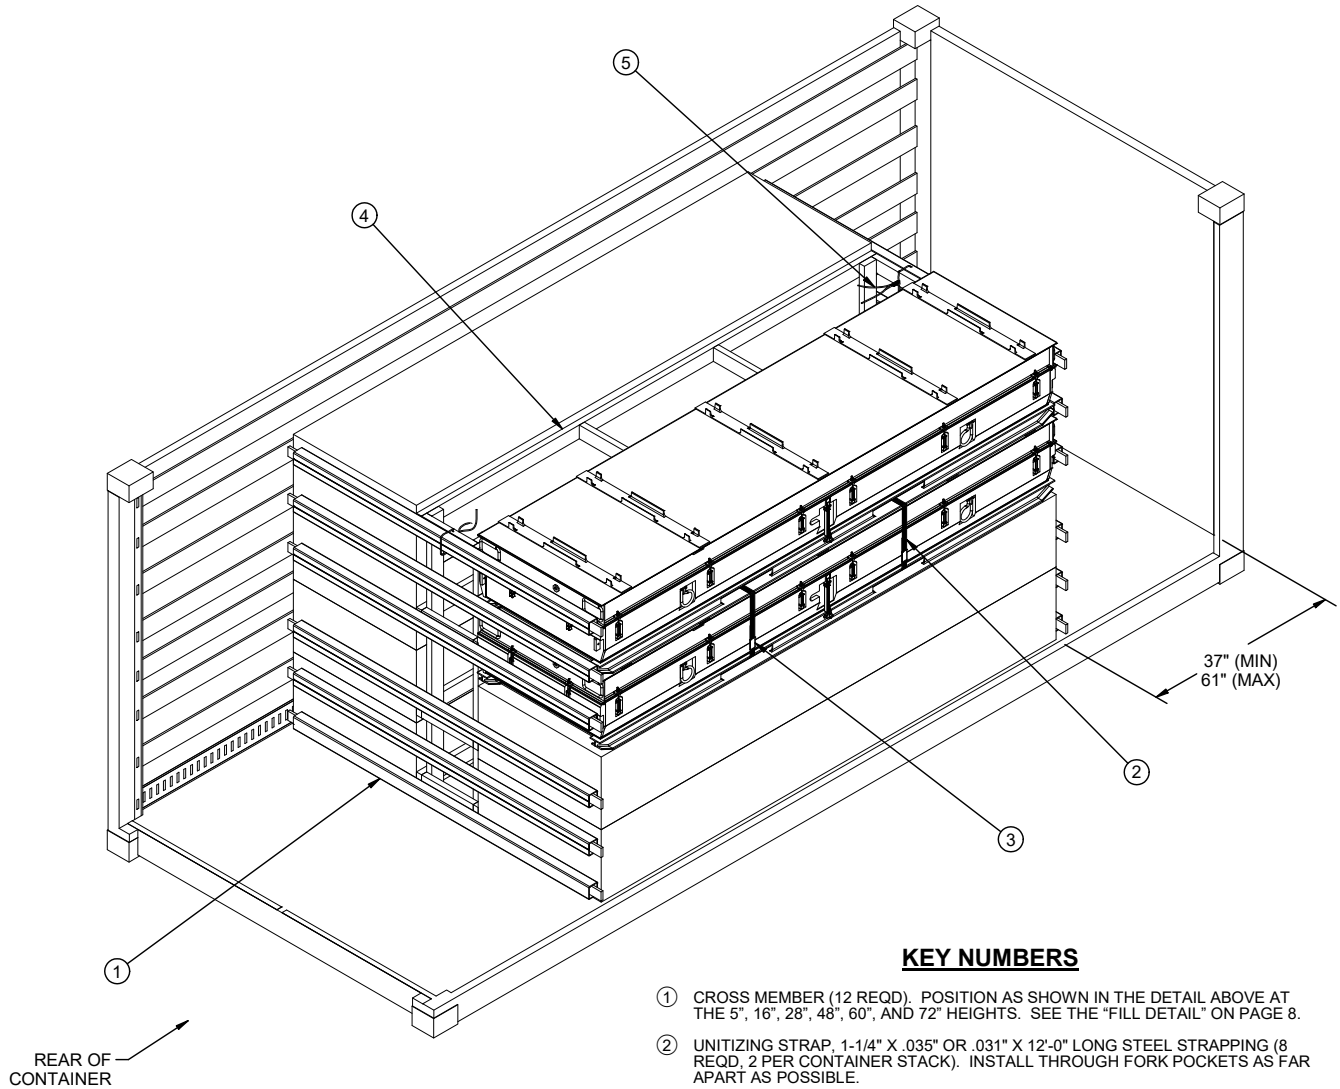 5
4
37" (MIN)
61" (MAX)
2
3
1
REAR OF
CONTAINER
KEY NUMBERS
1 CROSS MEMBER (12 REQD). POSITION AS SHOWN IN THE DETAIL ABOVE AT
THE 5", 16", 28", 48", 60", AND 72" HEIGHTS. SEE THE “FILL DETAIL” ON PAGE 8.
2 UNITIZING STRAP, 1-1/4" X .035" OR .031" X 12'-0" LONG STEEL STRAPPING (8
REQD, 2 PER CONTAINER STACK). INSTALL THROUGH FORK POCKETS AS FAR
APART AS POSSIBLE.